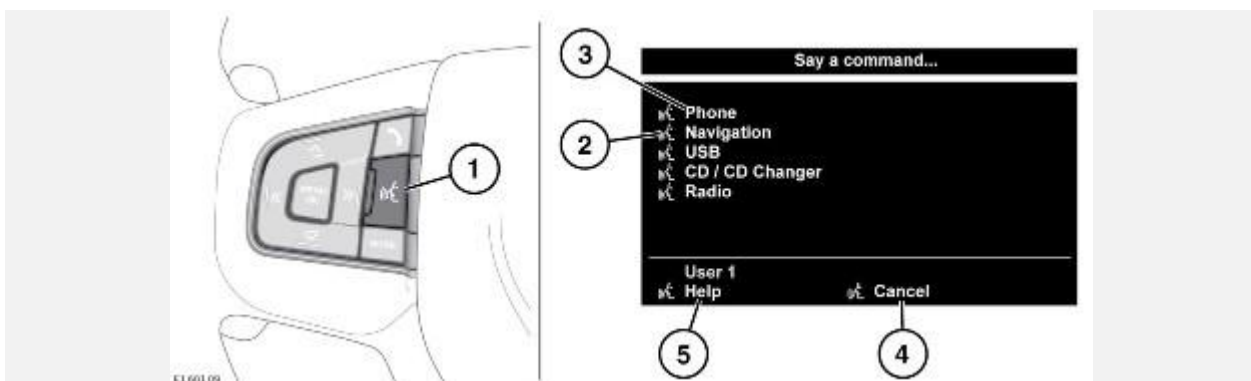 1
3
2
Say a command...
Phone
Navigation
USB
CD / CD Changer
Radio
User 1
Help
Cancel
5
4